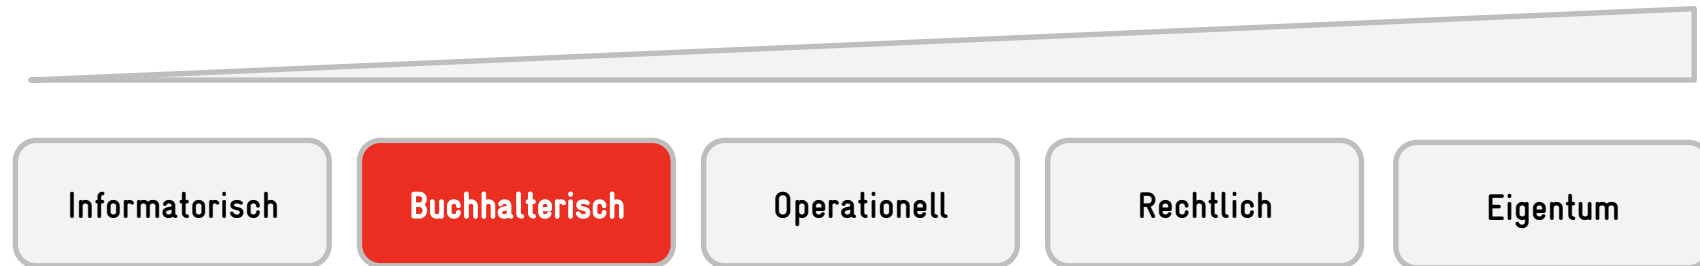 Informatorisch
Buchhalterisch
Operationell
Rechtlich
Eigentum